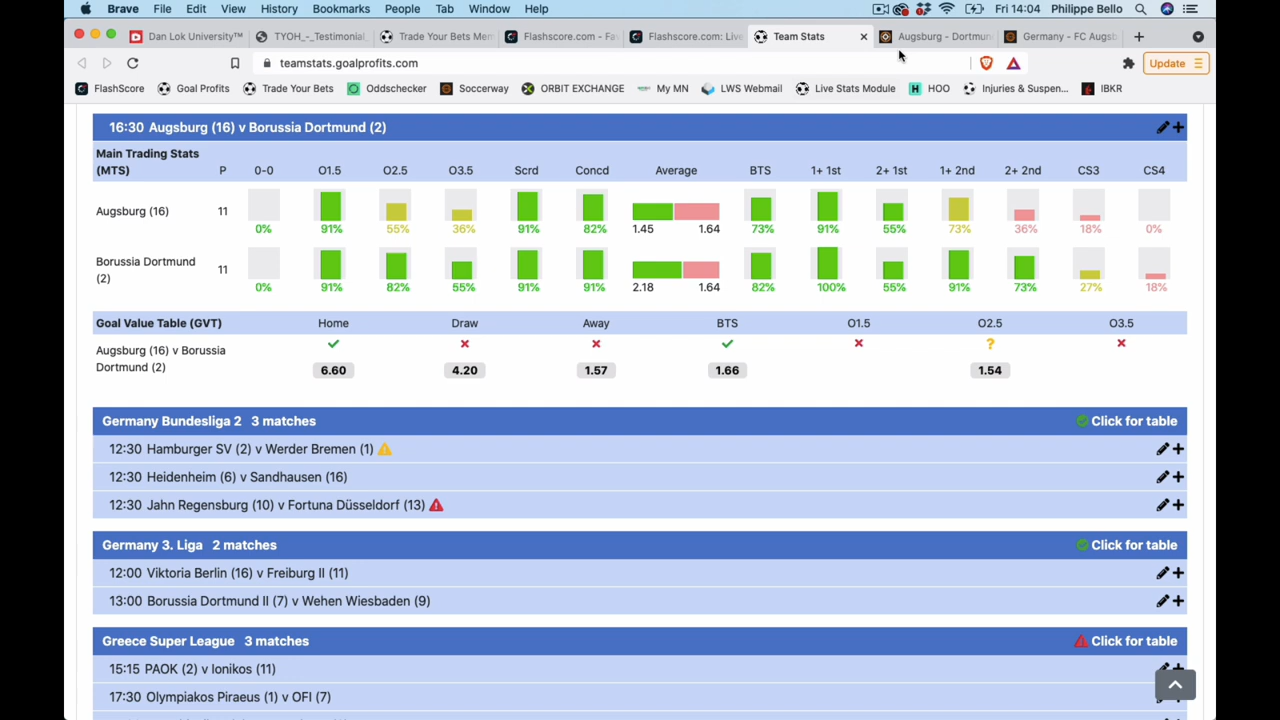 Brave File Edit View History Bookmarks People Tab Window Help Fri 14:04 Philippe Bello
Dan Lok University™ TYOH_-_Testimonial_ Trade Your Bets Mem Flashscore.com - Fav Flashscore.com: Live Team Stats Augsburg - Dortmun Germany - FC Augsb
teamstats.goalprofits.com Update
FlashScore Goal Profits Trade Your Bets Oddschecker Soccerway ORBIT EXCHANGE My MN LWS Webmail Live Stats Module HOO Injuries & Suspen... IBKR
16:30 Augsburg (16) v Borussia Dortmund (2)
Main Trading Stats
(MTS) P 0-0 O1.5 O2.5 O3.5 Scrd Concd Average BTS 1+ 1st 2+ 1st 1+ 2nd 2+ 2nd CS3 CS4
Augsburg (16) 11
0% 91% 55% 36% 91% 82% 1.45 1.64 73% 91% 55% 73% 36% 18% 0%
Borussia Dortmund
(2) 11
0% 91% 82% 55% 91% 91% 2.18 1.64 82% 100% 55% 91% 73% 27% 18%
Goal Value Table (GVT) Home Draw Away BTS O1.5 O2.5 O3.5
Augsburg (16) v Borussia ?
Dortmund (2) 6.60 4.20 1.57 1.66 1.54
Germany Bundesliga 2 3 matches Click for table
12:30 Hamburger SV (2) v Werder Bremen (1)
12:30 Heidenheim (6) v Sandhausen (16)
12:30 Jahn Regensburg (10) v Fortuna Düsseldorf (13)
Germany 3. Liga 2 matches Click for table
12:00 Viktoria Berlin (16) v Freiburg II (11)
13:00 Borussia Dortmund II (7) v Wehen Wiesbaden (9)
Greece Super League 3 matches Click for table
15:15 PAOK (2) v Ionikos (11)
17:30 Olympiakos Piraeus (1) v OFI (7)